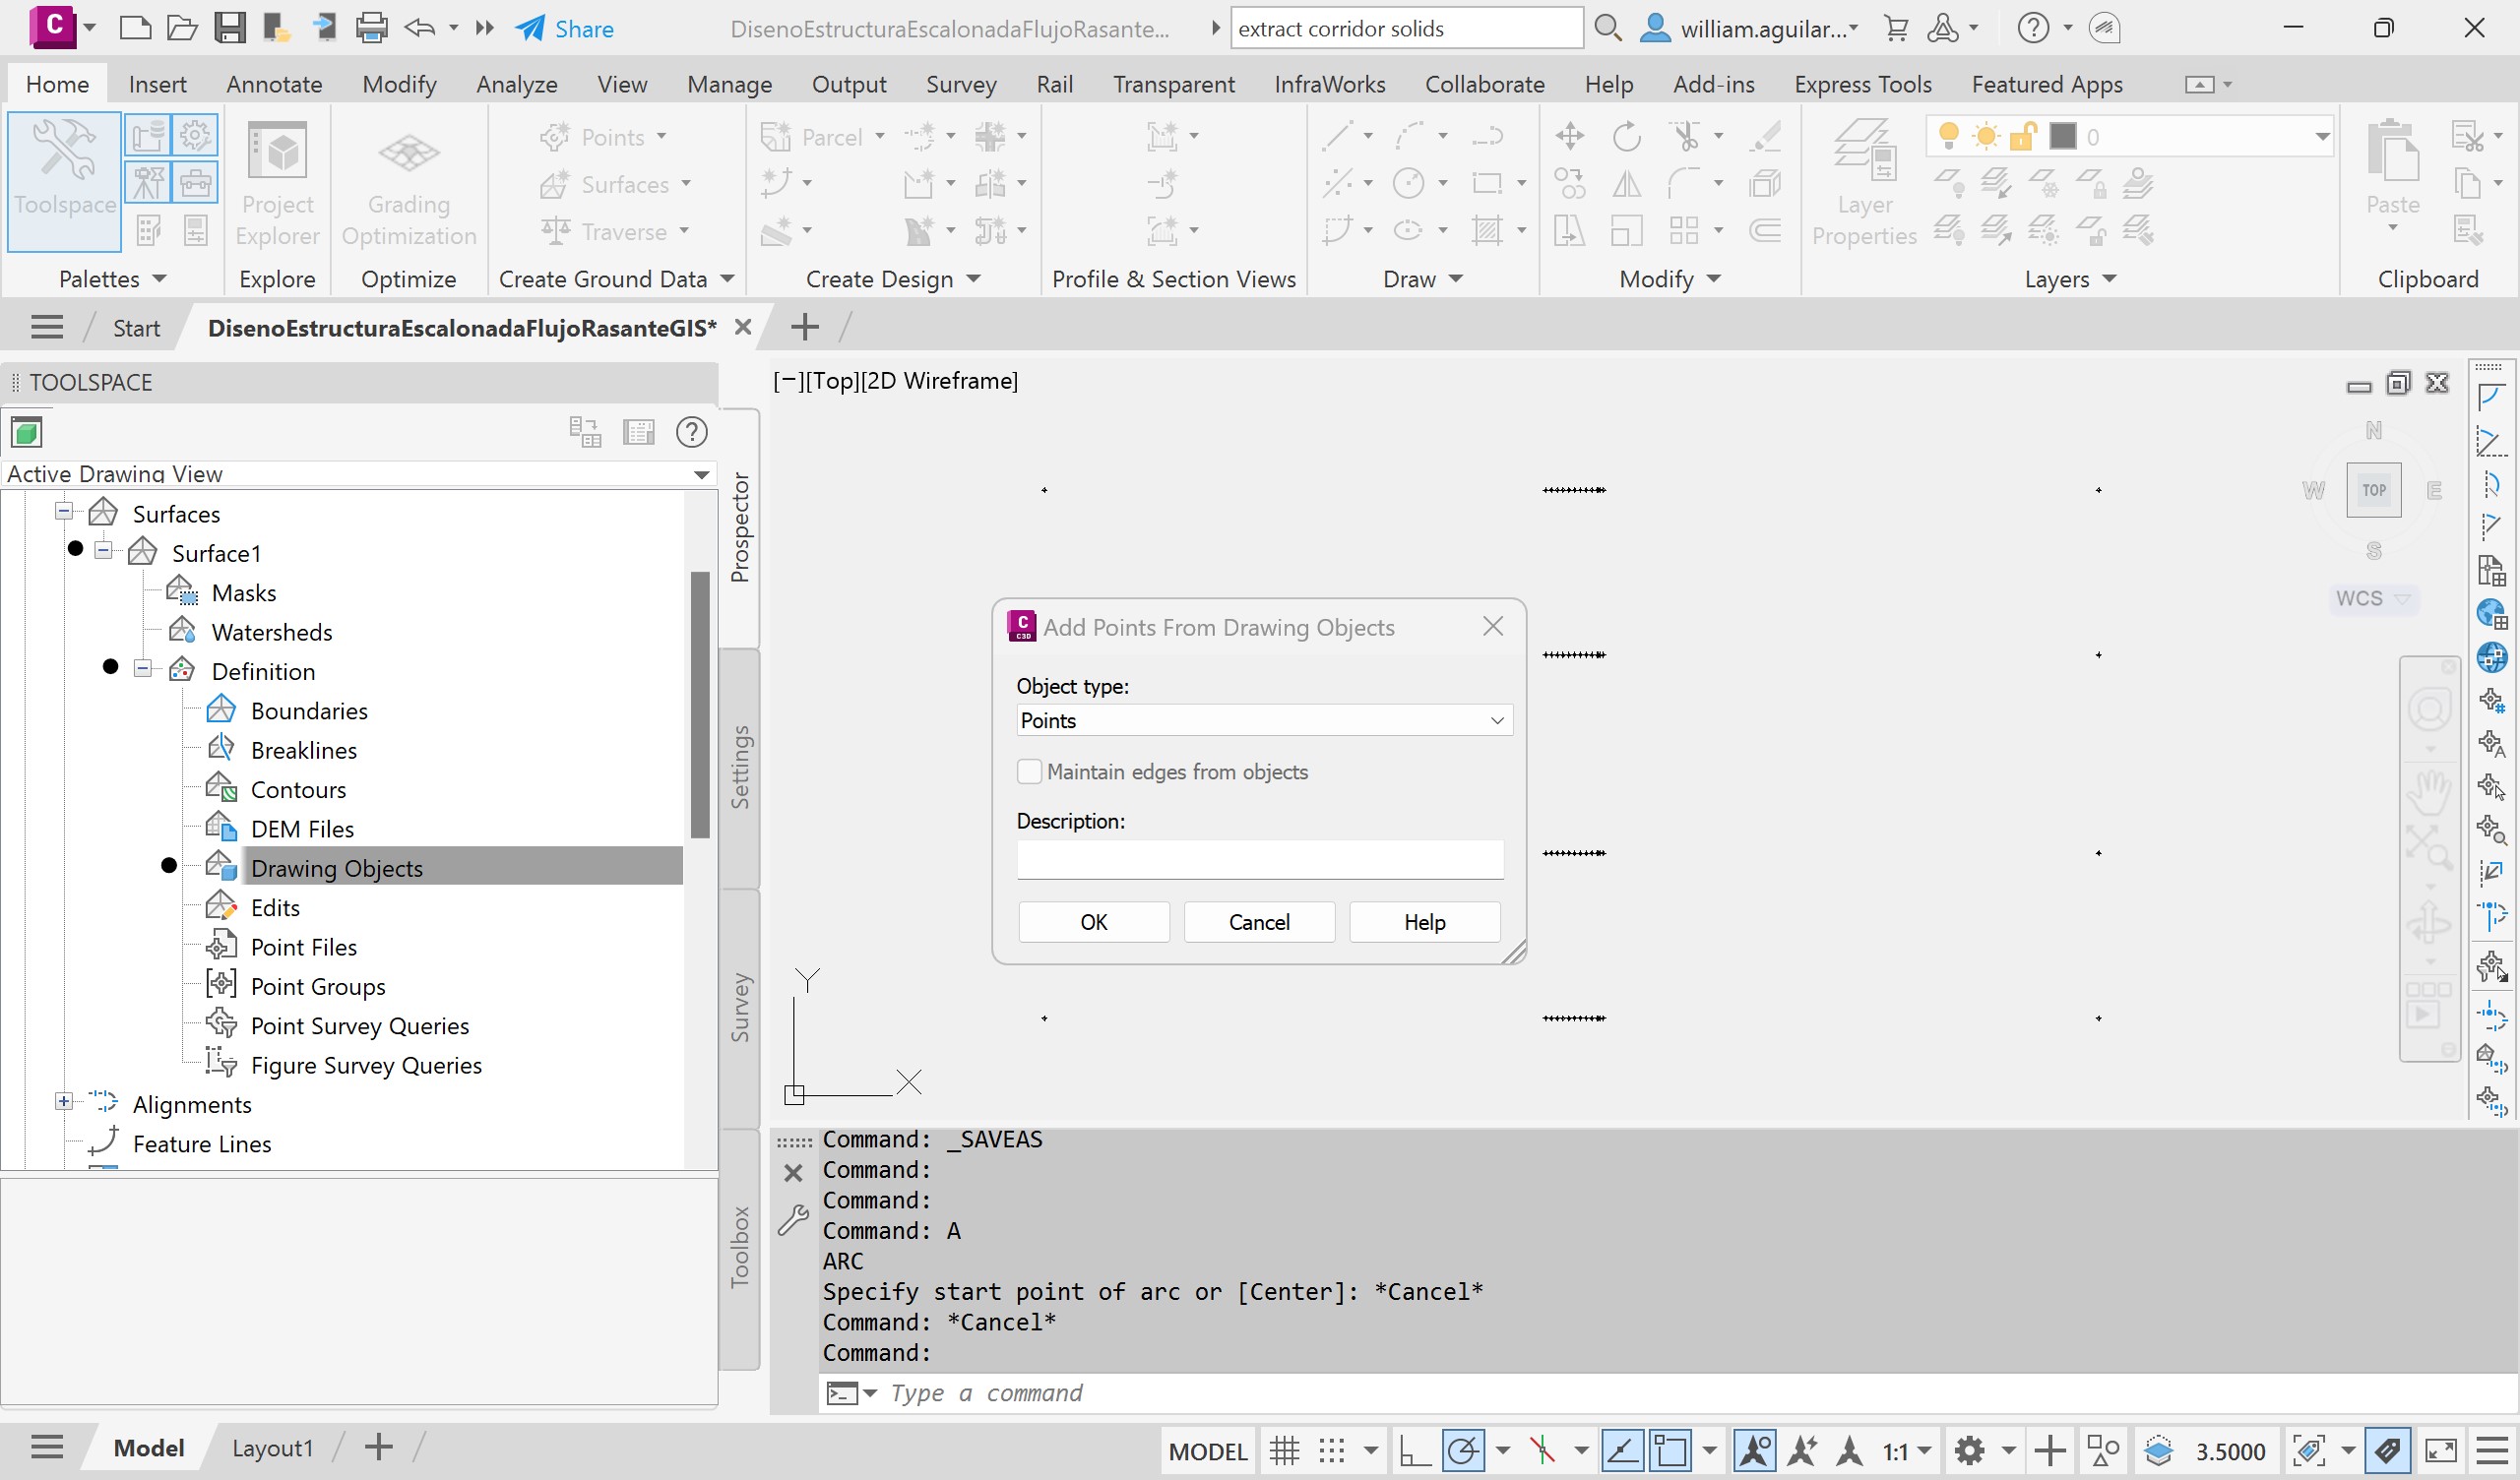 C
Share
DisenoEstructuraEscalonadaFlujoRasante...
extract corridor solids
william.aguilar...
Home Insert Annotate Modify Analyze View Manage Output Survey Rail Transparent InfraWorks Collaborate Help Add-ins Express Tools Featured Apps
Toolspace
Project Explorer
Grading Optimization
Points
Surfaces
Traverse
Parcel
Layer Properties
0
Paste
Palettes Explore Optimize Create Ground Data Create Design Profile & Section Views Draw Modify Layers Clipboard
Start DisenoEstructuraEscalonadaFlujoRasanteGIS*
TOOLSPACE
Active Drawing View
Surfaces
Surface1
Masks
Watersheds
Definition
Boundaries
Breaklines
Contours
DEM Files
Drawing Objects
Edits
Point Files
Point Groups
Point Survey Queries
Figure Survey Queries
Alignments
Feature Lines
Prospector
Settings
Survey
Toolbox
[−][Top][2D Wireframe]
N
W TOP E
S
WCS
C C3D Add Points From Drawing Objects
Object type:
Points
Maintain edges from objects
Description:
OK Cancel Help
Y
X
Command: _SAVEAS
Command:
Command:
Command: A
ARC
Specify start point of arc or [Center]: *Cancel*
Command: *Cancel*
Command:
Type a command
Model Layout1
MODEL 1:1 3.5000